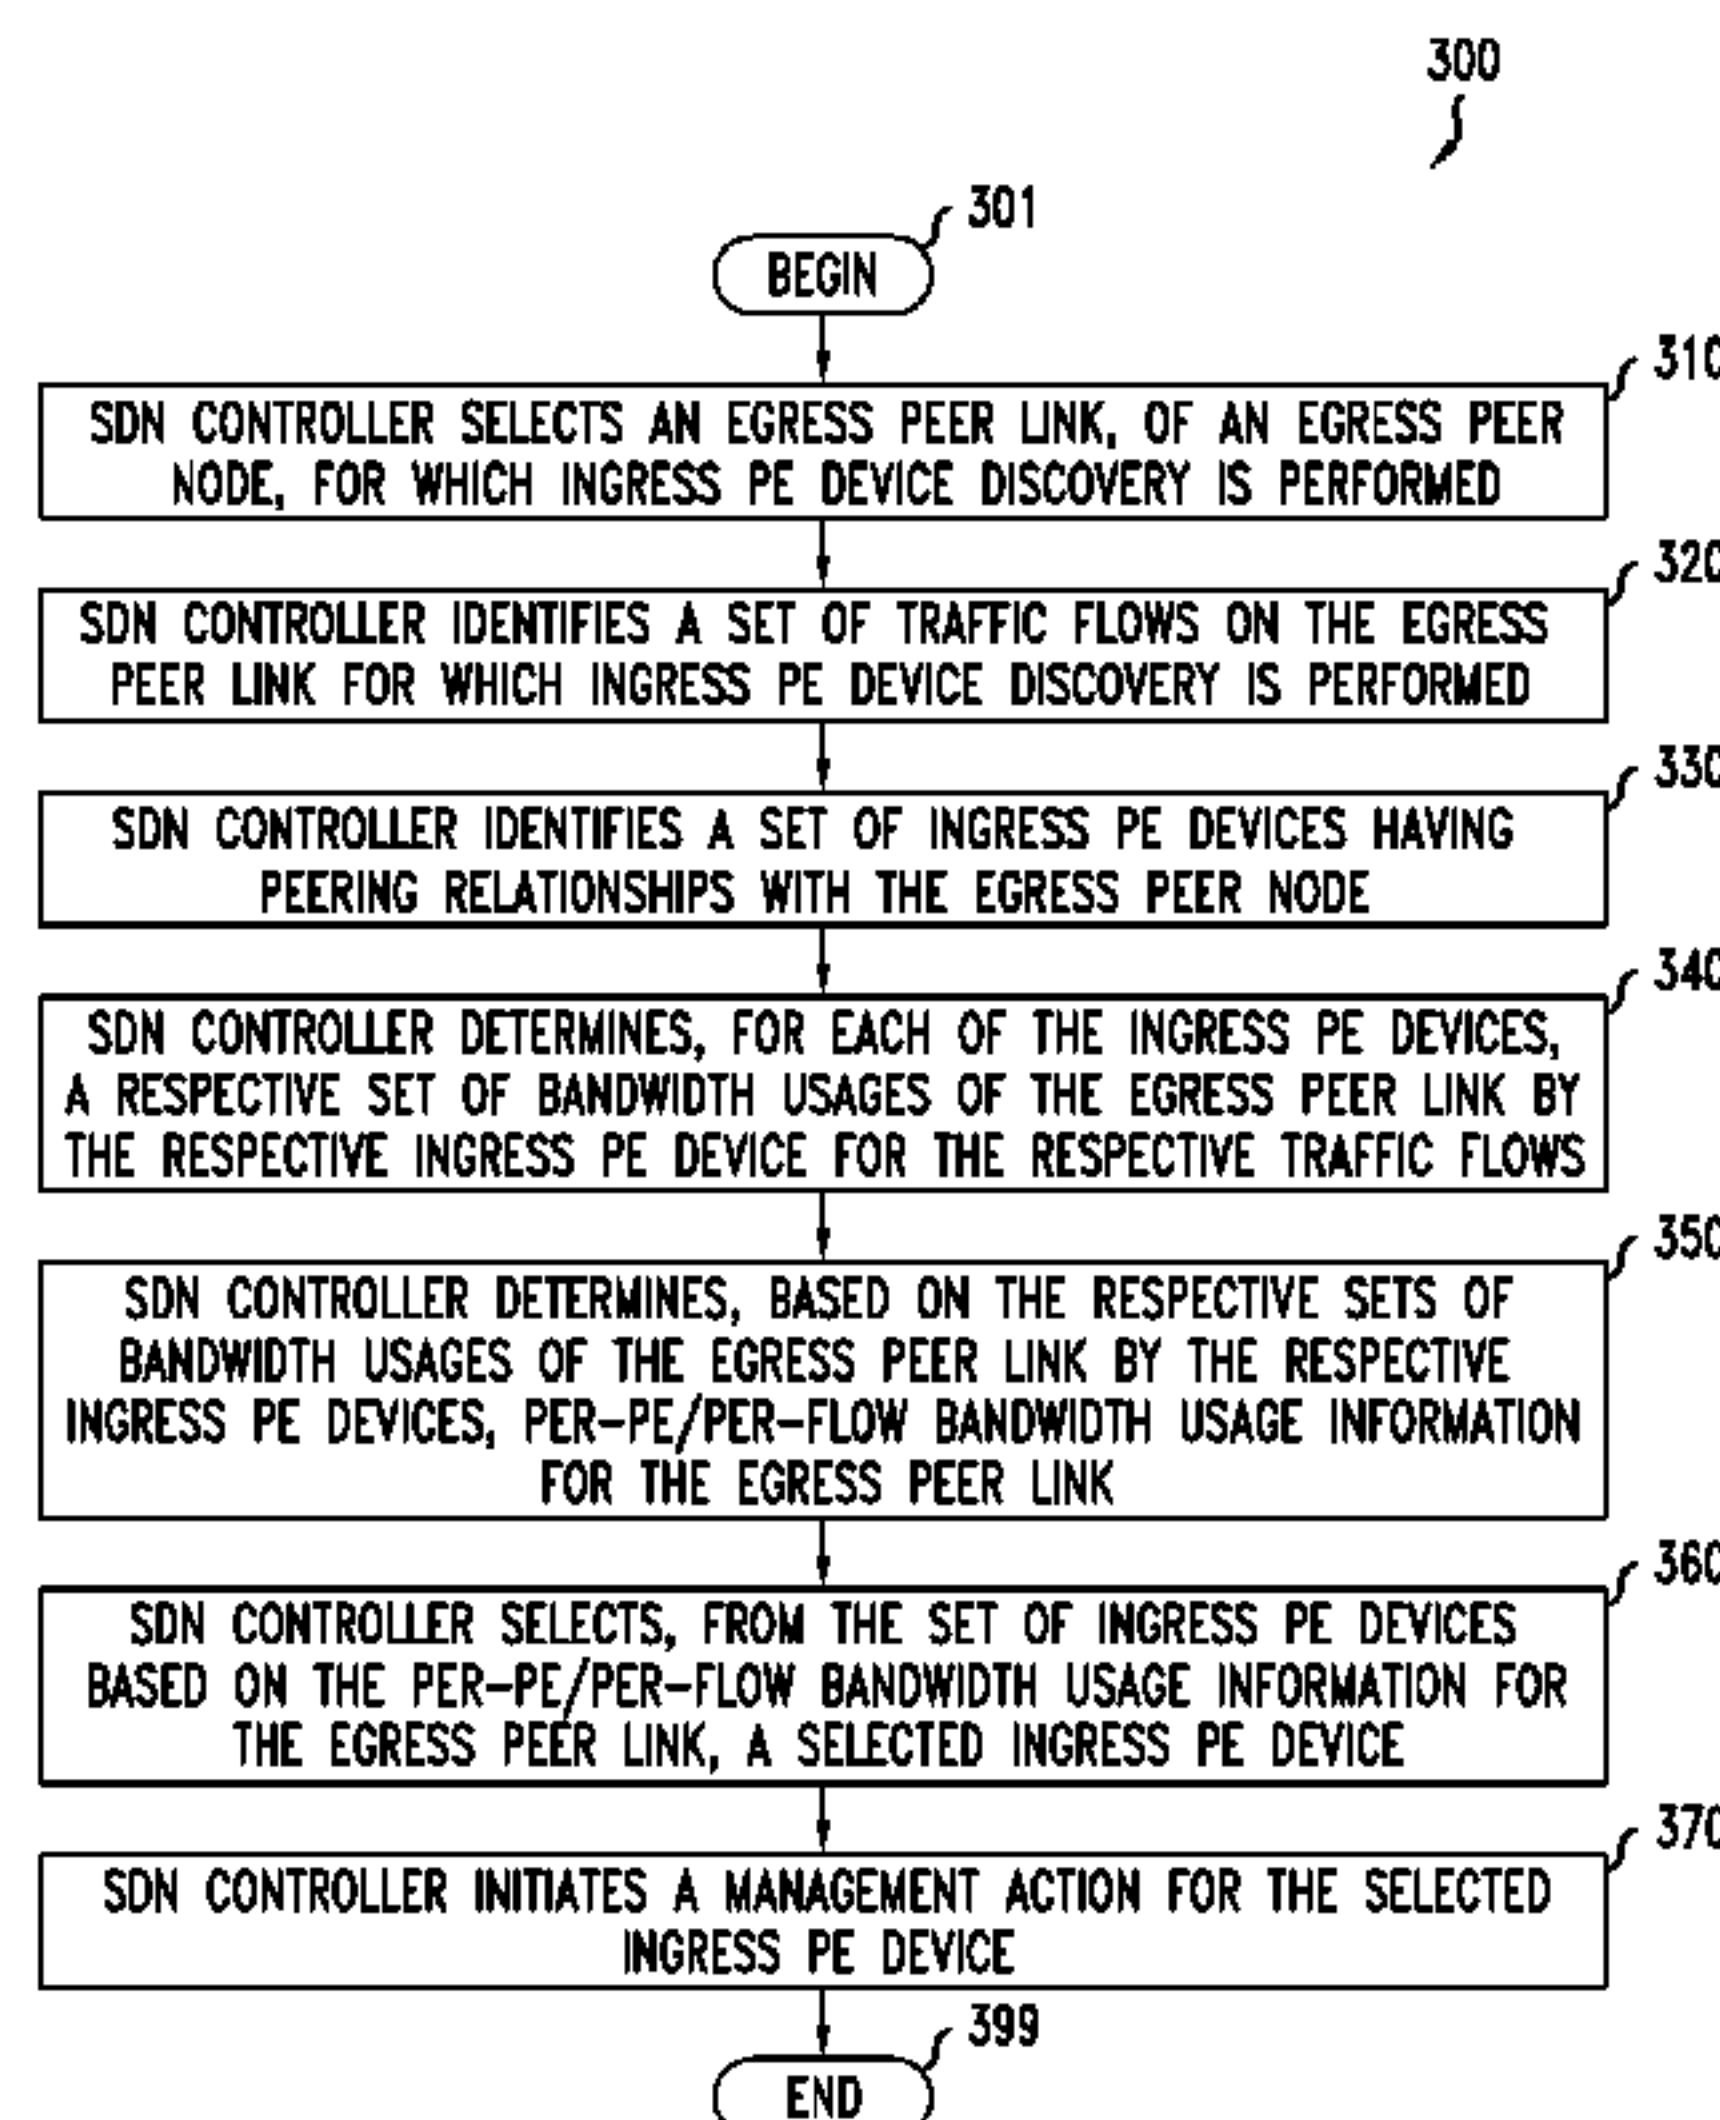 300
301
BEGIN
310
SDN CONTROLLER SELECTS AN EGRESS PEER LINK, OF AN EGRESS PEER
NODE, FOR WHICH INGRESS PE DEVICE DISCOVERY IS PERFORMED
320
SDN CONTROLLER IDENTIFIES A SET OF TRAFFIC FLOWS ON THE EGRESS
PEER LINK FOR WHICH INGRESS PE DEVICE DISCOVERY IS PERFORMED
330
SDN CONTROLLER IDENTIFIES A SET OF INGRESS PE DEVICES HAVING
PEERING RELATIONSHIPS WITH THE EGRESS PEER NODE
340
SDN CONTROLLER DETERMINES, FOR EACH OF THE INGRESS PE DEVICES,
A RESPECTIVE SET OF BANDWIDTH USAGES OF THE EGRESS PEER LINK BY
THE RESPECTIVE INGRESS PE DEVICE FOR THE RESPECTIVE TRAFFIC FLOWS
350
SDN CONTROLLER DETERMINES, BASED ON THE RESPECTIVE SETS OF
BANDWIDTH USAGES OF THE EGRESS PEER LINK BY THE RESPECTIVE
INGRESS PE DEVICES, PER-PE/PER-FLOW BANDWIDTH USAGE INFORMATION
FOR THE EGRESS PEER LINK
360
SDN CONTROLLER SELECTS, FROM THE SET OF INGRESS PE DEVICES
BASED ON THE PER-PE/PER-FLOW BANDWIDTH USAGE INFORMATION FOR
THE EGRESS PEER LINK, A SELECTED INGRESS PE DEVICE
370
SDN CONTROLLER INITIATES A MANAGEMENT ACTION FOR THE SELECTED
INGRESS PE DEVICE
399
END